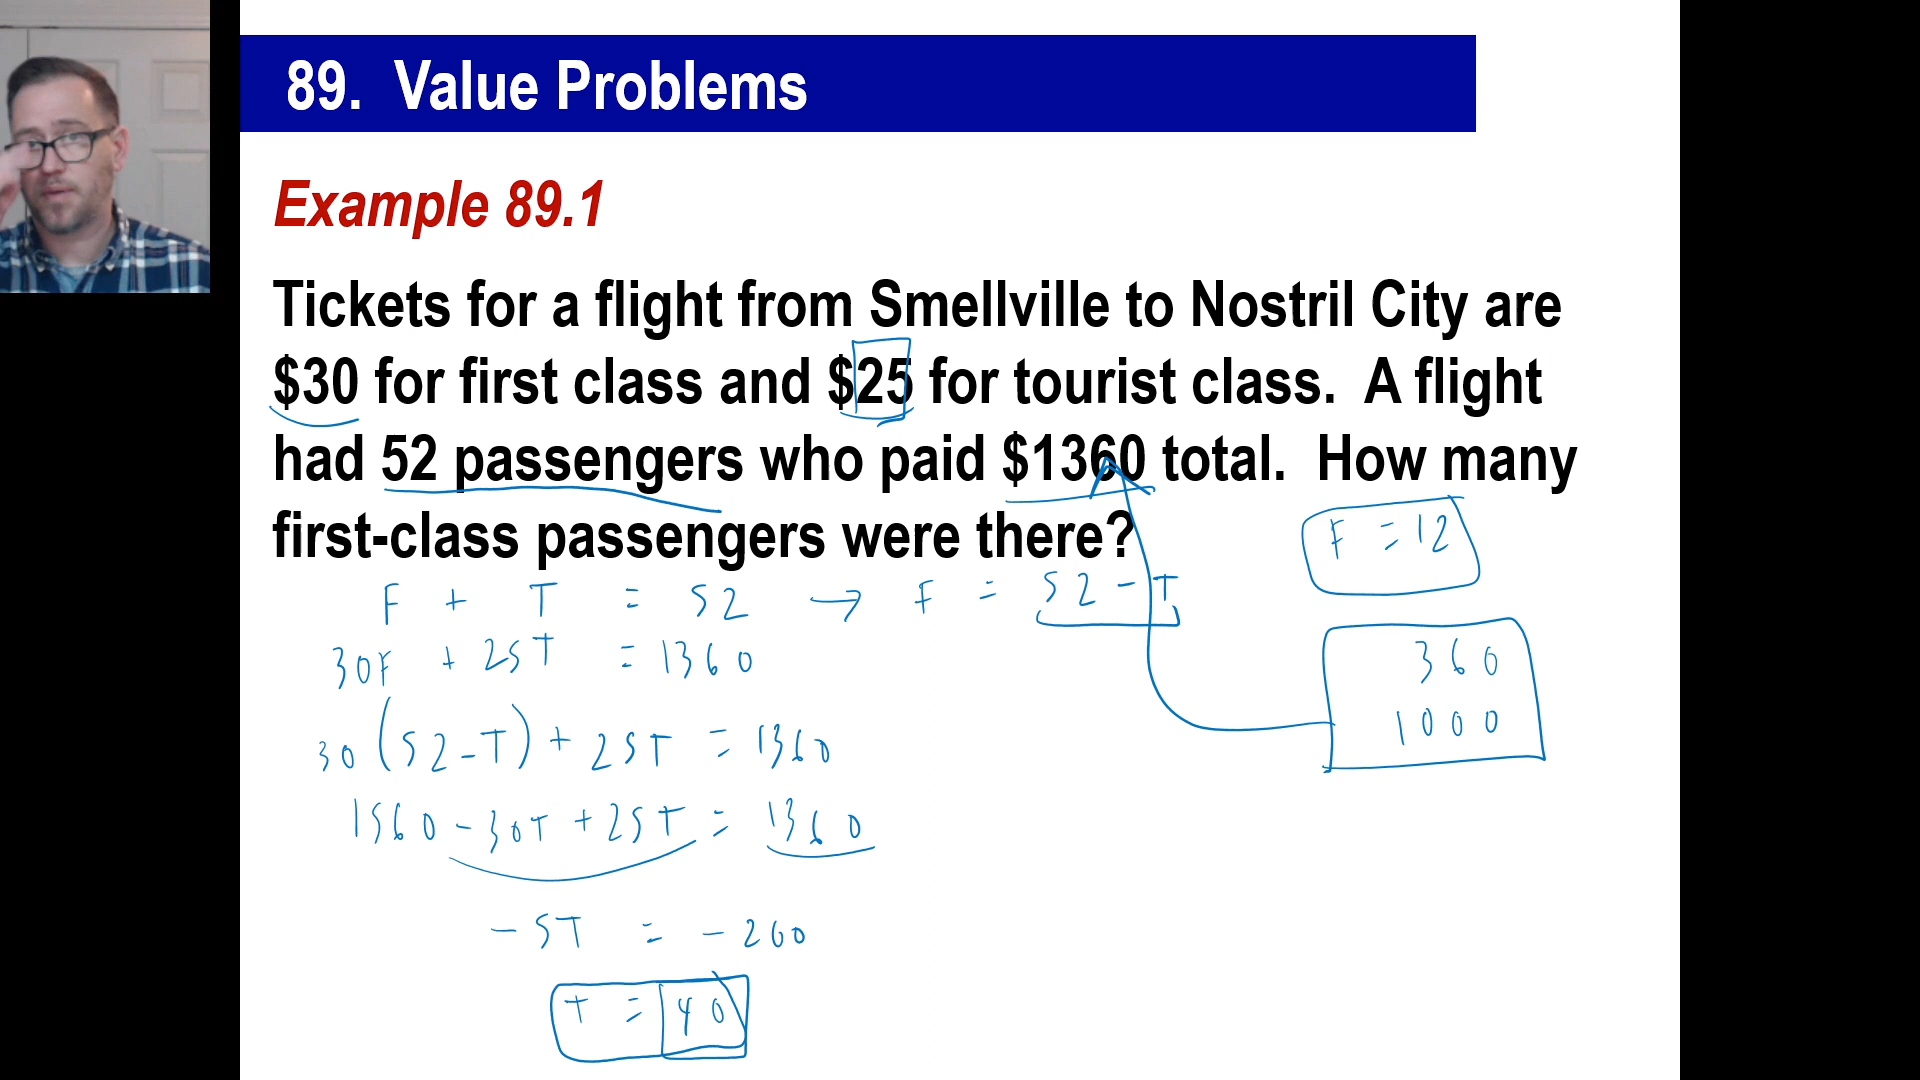 89. Value Problems
Example 89.1
Tickets for a flight from Smellville to Nostril City are
$30 for first class and $25 for tourist class. A flight
had 52 passengers who paid $1360 total. How many
first-class passengers were there?
F = 12
F + T = 52 → F = 52 - T
30F + 25T = 1360
360
1000
30 (52-T) + 25T = 1360
1560 - 30T + 25T = 1360
- 5T = - 200
T = 40